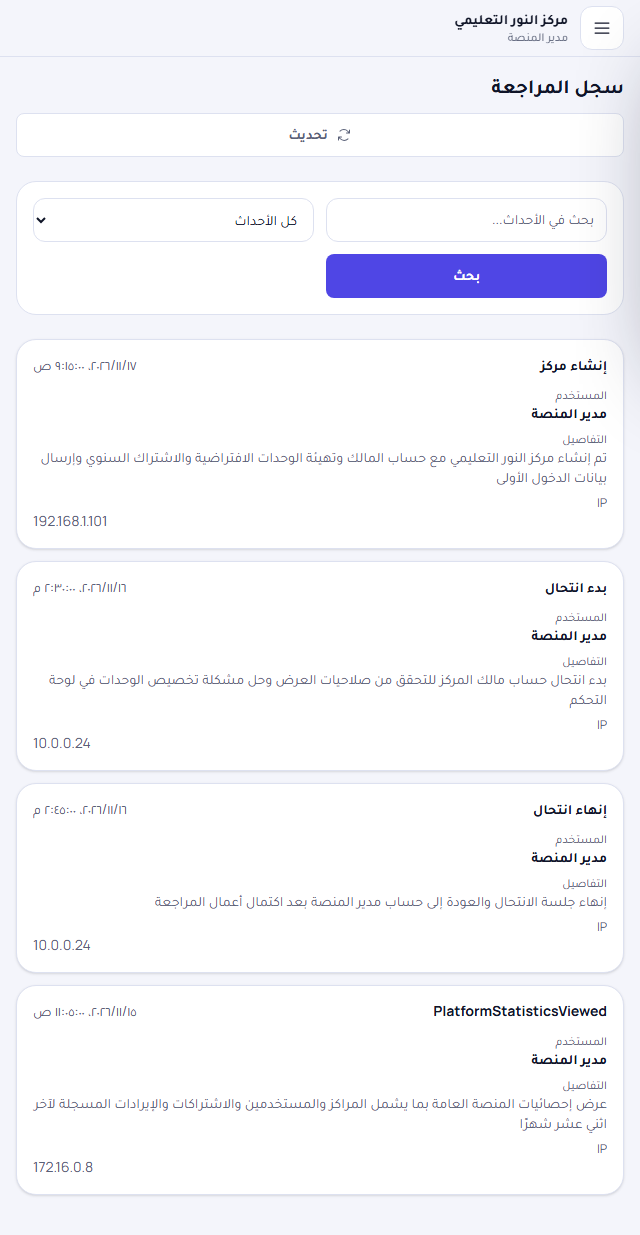 مركز النور التعليمي
مدير المنصة
سجل المراجعة
تحديث
بحث في الأحداث...
كل الأحداث
بحث
إنشاء مركز
٢٠٢٦/١١/١٧، ٩:١٥:٠٠ ص
المستخدم
مدير المنصة
التفاصيل
تم إنشاء مركز النور التعليمي مع حساب المالك وتهيئة الوحدات الافتراضية والاشتراك السنوي وإرسال
بيانات الدخول الأولى
IP
192.168.1.101
بدء انتحال
٢٠٢٦/١١/١٦، ٢:٣٠:٠٠ م
المستخدم
مدير المنصة
التفاصيل
بدء انتحال حساب مالك المركز للتحقق من صلاحيات العرض وحل مشكلة تخصيص الوحدات في لوحة
التحكم
IP
10.0.0.24
إنهاء انتحال
٢٠٢٦/١١/١٦، ٢:٤٥:٠٠ م
المستخدم
مدير المنصة
التفاصيل
إنهاء جلسة الانتحال والعودة إلى حساب مدير المنصة بعد اكتمال أعمال المراجعة
IP
10.0.0.24
PlatformStatisticsViewed
٢٠٢٦/١١/١٥، ١١:٠٥:٠٠ ص
المستخدم
مدير المنصة
التفاصيل
عرض إحصائيات المنصة العامة بما يشمل المراكز والمستخدمين والاشتراكات والإيرادات المسجلة لآخر
اثني عشر شهرًا
IP
172.16.0.8